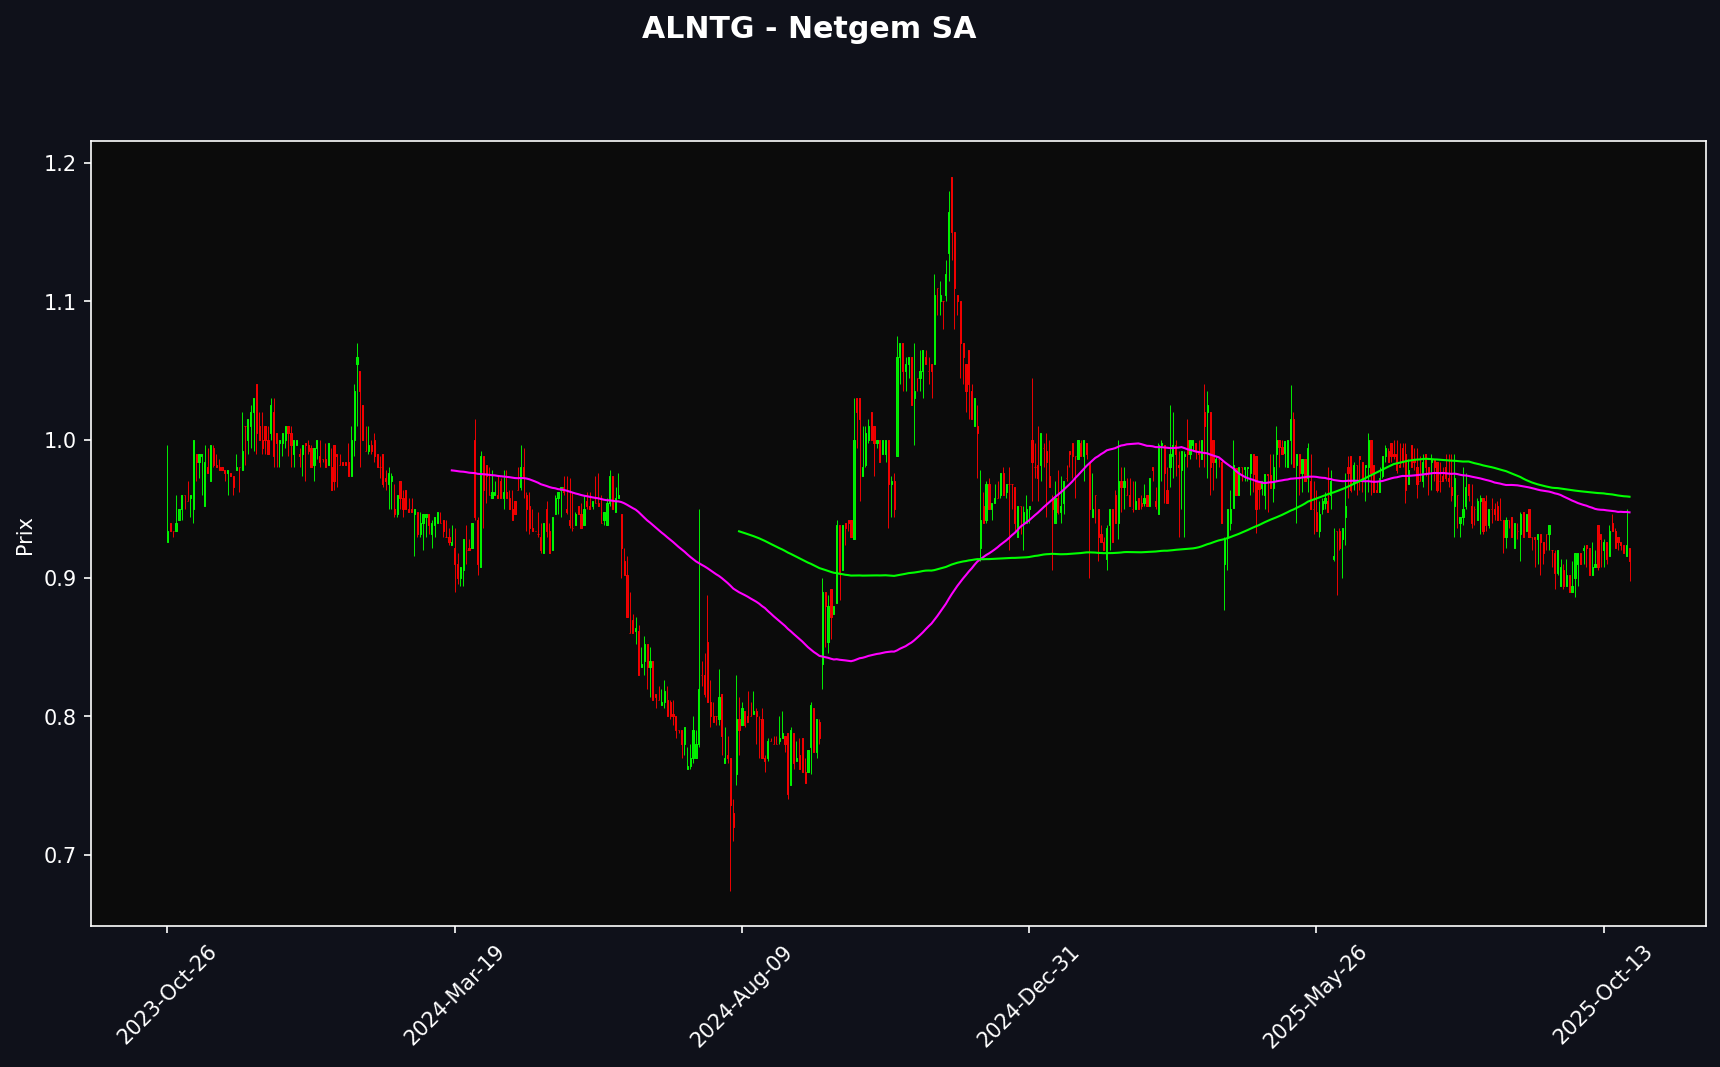 ALNTG - Netgem SA
Prix
1.2
1.1
1.0
0.9
0.8
0.7
2023-Oct-26
2024-Mar-19
2024-Aug-09
2024-Dec-31
2025-May-26
2025-Oct-13